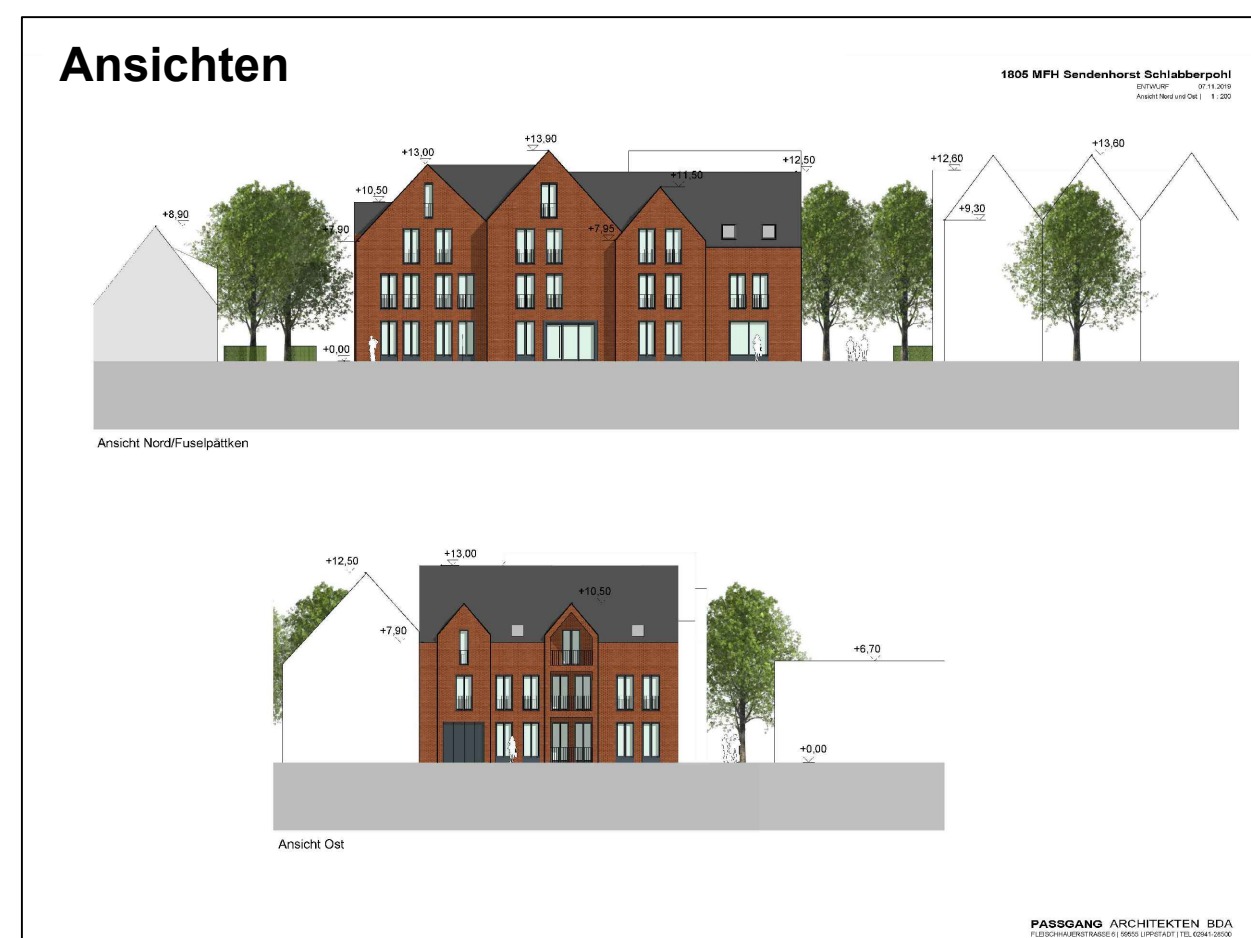 Ansichten
1805 MFH Sendenhorst Schlabberpohl
ENTWURF 07.11.2019
Ansicht Nord und Ost | 1 : 200
+13,90
+13,00
+13,60
+12,50
+12,60
+11,50
+10,50
+9,30
+8,90
+7,90
+7,95
+0,00
Ansicht Nord/Fuselpättken
+13,00
+12,50
+10,50
+7,90
+6,70
+0,00
Ansicht Ost
PASSGANG ARCHITEKTEN BDA
FLEISCHHAUERSTRASSE 6 | 59555 LIPPSTADT | TEL 02941-28500